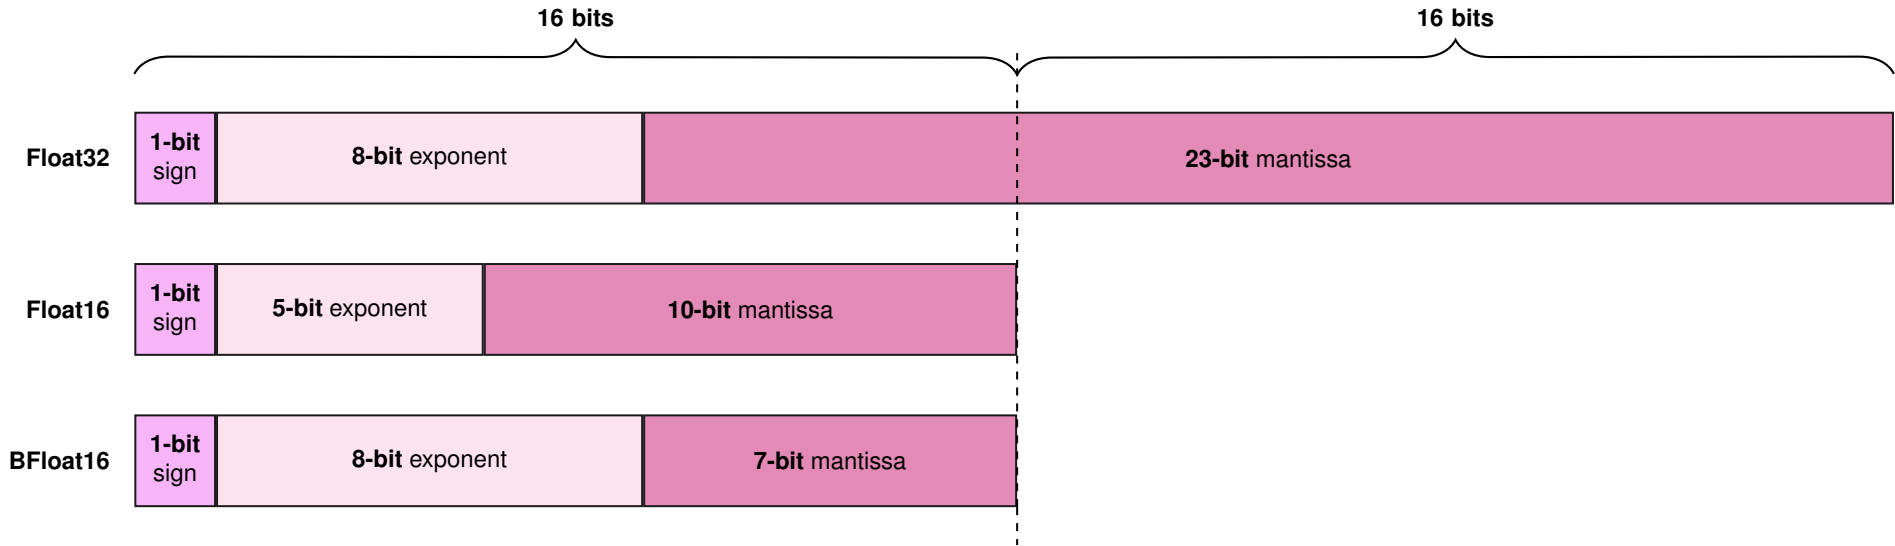 16 bits
16 bits
Float32
1-bit
sign
8-bit exponent
23-bit mantissa
Float16
1-bit
sign
5-bit exponent
10-bit mantissa
BFloat16
1-bit
sign
8-bit exponent
7-bit mantissa